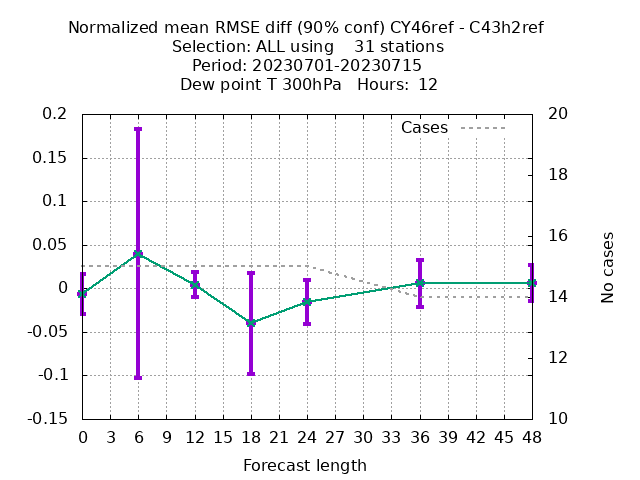 Normalized mean RMSE diff (90% conf) CY46ref - C43h2ref
Selection: ALL using    31 stations
Period: 20230701-20230715
Dew point T 300hPa   Hours:  12
Cases
0.2
0.15
0.1
0.05
0
-0.05
-0.1
-0.15
20
18
16
14
12
10
No cases
0 3 6 9 12 15 18 21 24 27 30 33 36 39 42 45 48
Forecast length